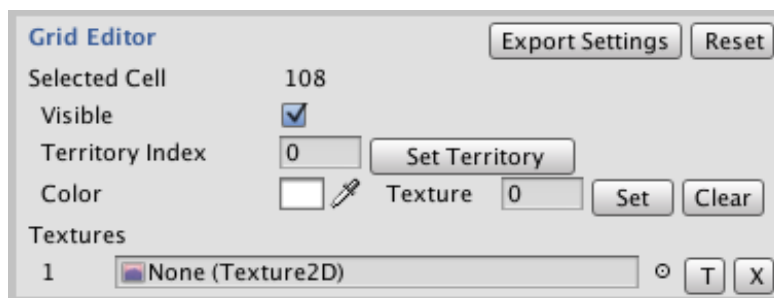 Grid Editor Export Settings Reset
Selected Cell 108
Visible
Territory Index 0 Set Territory
Color Texture 0 Set Clear
Textures
1 None (Texture2D) T X